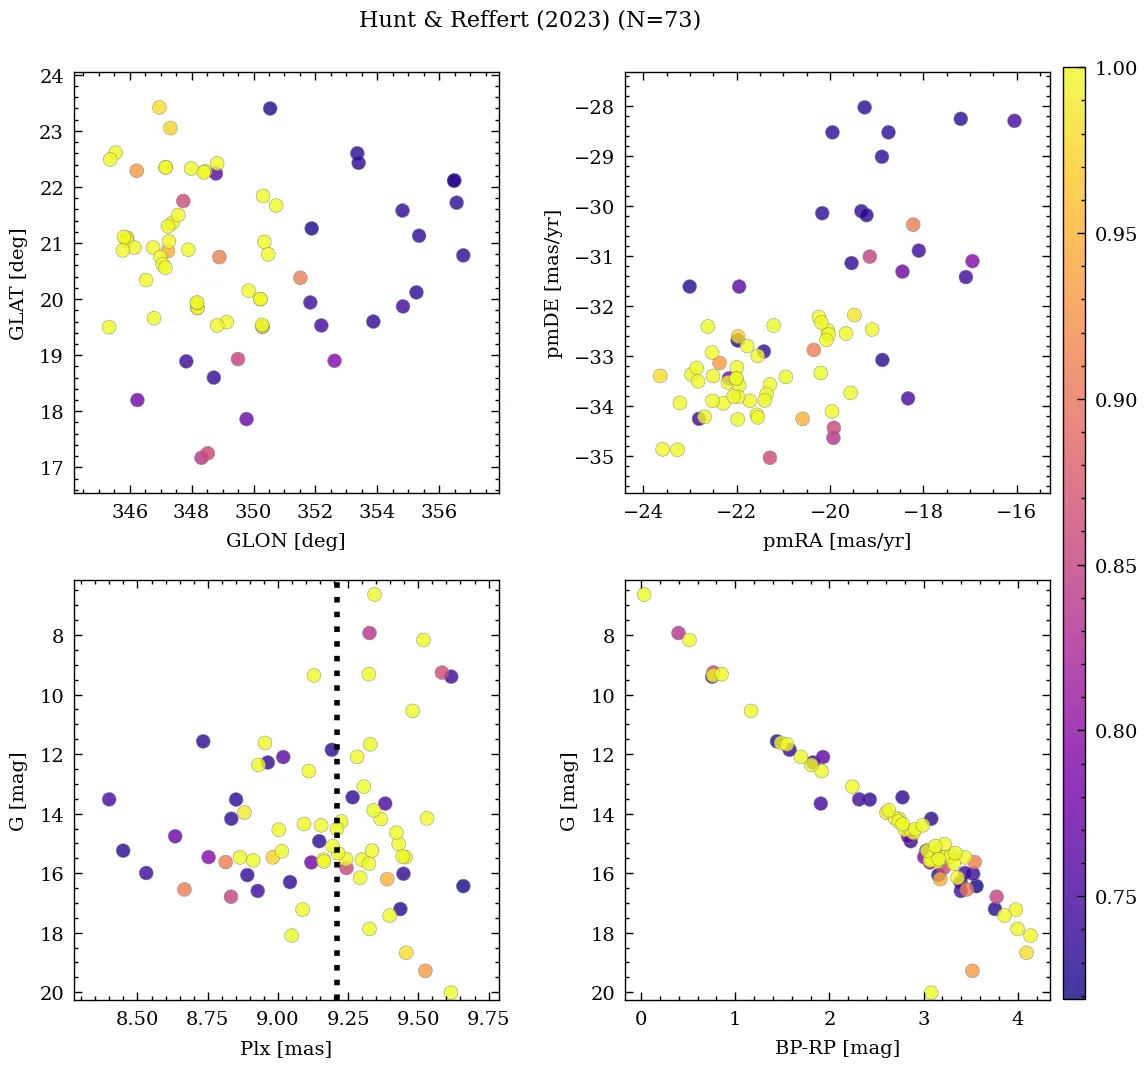 Hunt & Reffert (2023) (N=73)
24
23
22
21
20
19
18
17
GLAT [deg]
346 348 350 352 354 356
GLON [deg]
−28
−29
−30
−31
−32
−33
−34
−35
pmDE [mas/yr]
−24 −22 −20 −18 −16
pmRA [mas/yr]
1.00
0.95
0.90
0.85
0.80
0.75
8
10
12
14
16
18
20
G [mag]
8.50 8.75 9.00 9.25 9.50 9.75
Plx [mas]
8
10
12
14
16
18
20
G [mag]
0 1 2 3 4
BP-RP [mag]